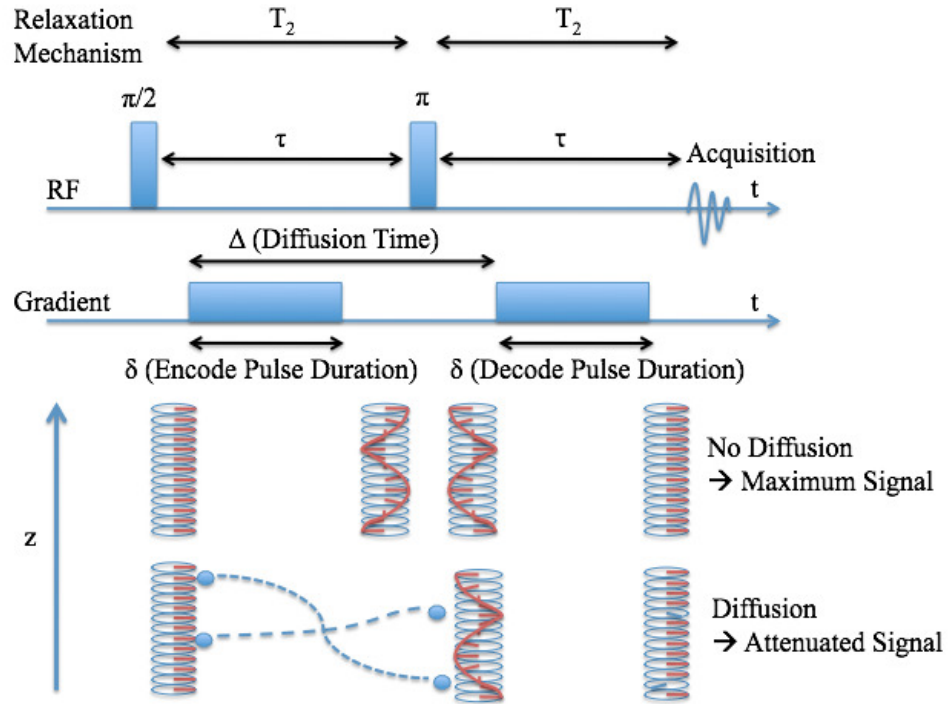 Relaxation
Mechanism
T₂
T₂
π/2
π
τ
τ
Acquisition
RF
t
Δ (Diffusion Time)
Gradient
t
δ (Encode Pulse Duration)
δ (Decode Pulse Duration)
No Diffusion
→ Maximum Signal
z
Diffusion
→ Attenuated Signal